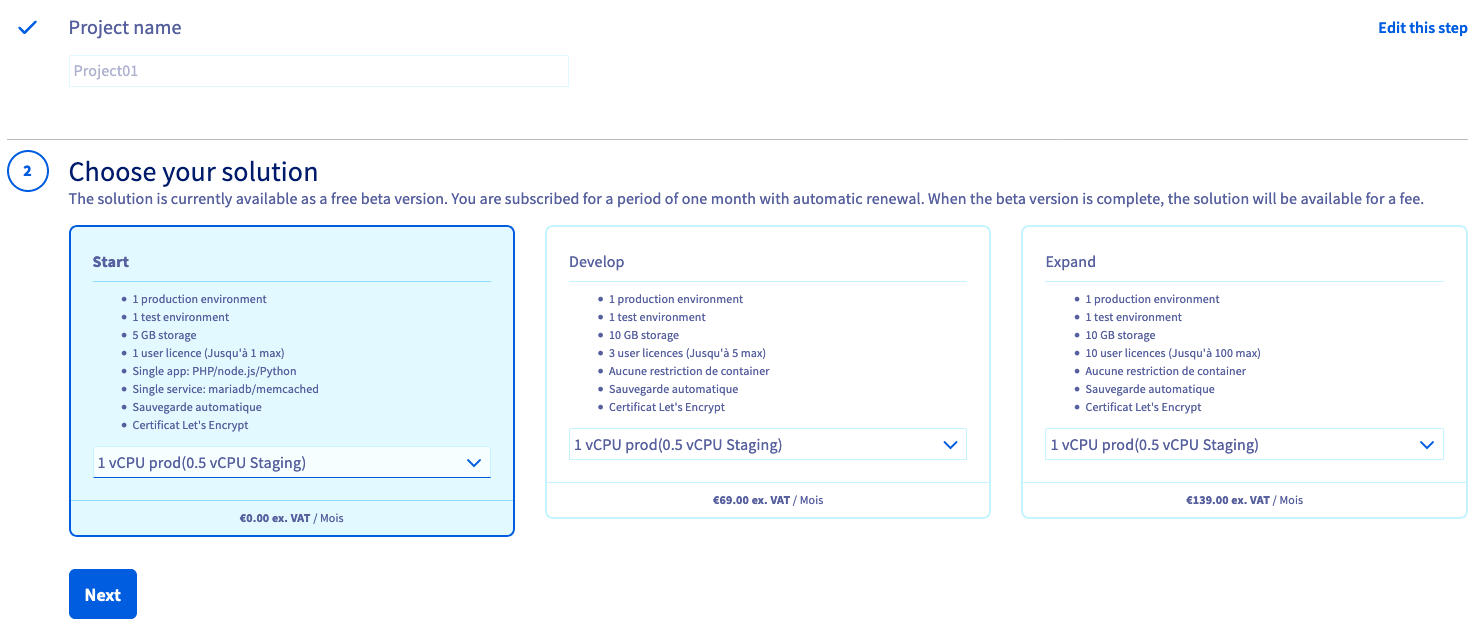 Project name
Edit this step
Project01
2
Choose your solution
The solution is currently available as a free beta version. You are subscribed for a period of one month with automatic renewal. When the beta version is complete, the solution will be available for a fee.
Start
1 production environment
1 test environment
5 GB storage
1 user licence (Jusqu'à 1 max)
Single app: PHP/node.js/Python
Single service: mariadb/memcached
Sauvegarde automatique
Certificat Let's Encrypt
1 vCPU prod(0.5 vCPU Staging)
€0.00 ex. VAT / Mois
Develop
1 production environment
1 test environment
10 GB storage
3 user licences (Jusqu'à 5 max)
Aucune restriction de container
Sauvegarde automatique
Certificat Let's Encrypt
1 vCPU prod(0.5 vCPU Staging)
€69.00 ex. VAT / Mois
Expand
1 production environment
1 test environment
10 GB storage
10 user licences (Jusqu'à 100 max)
Aucune restriction de container
Sauvegarde automatique
Certificat Let's Encrypt
1 vCPU prod(0.5 vCPU Staging)
€139.00 ex. VAT / Mois
Next